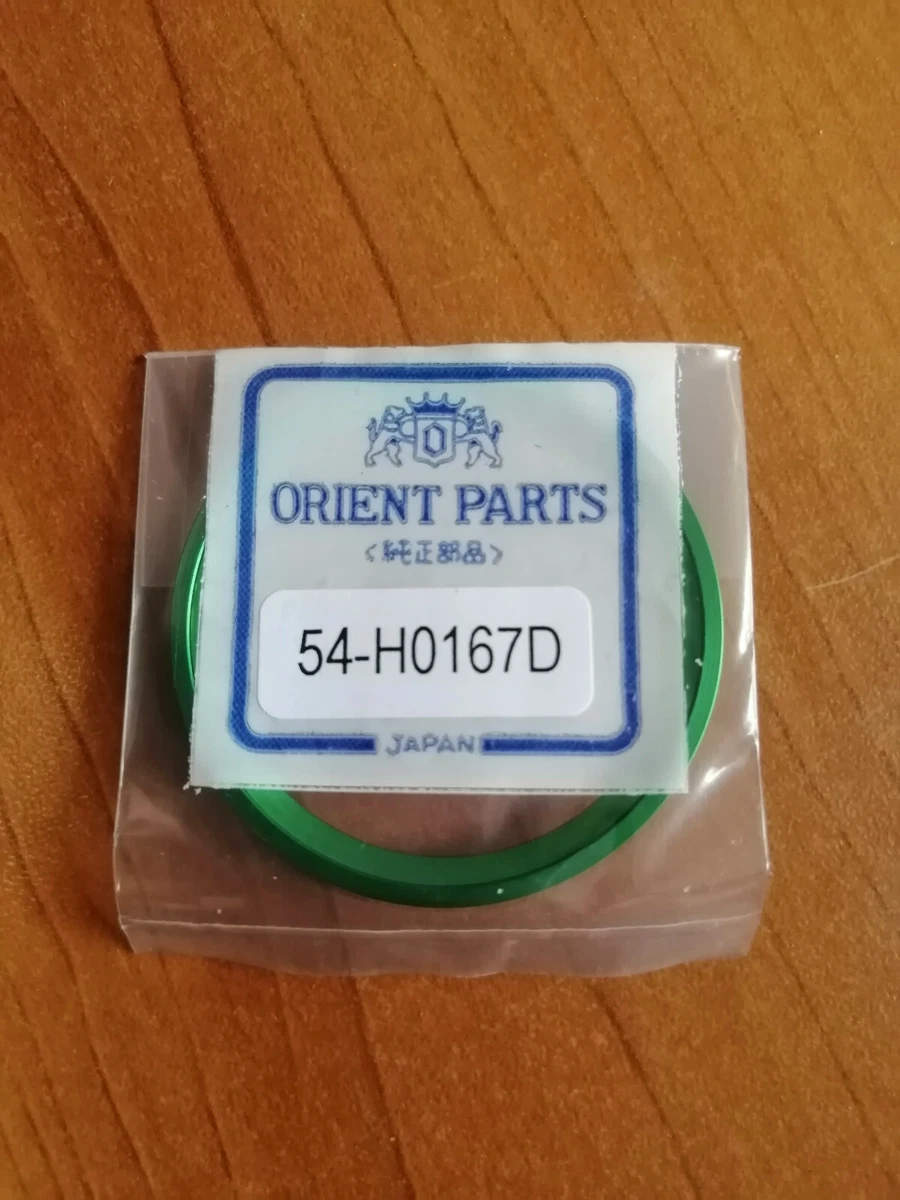 O
ORIENT PARTS
〈純正部品〉
54-H0167D
JAPAN